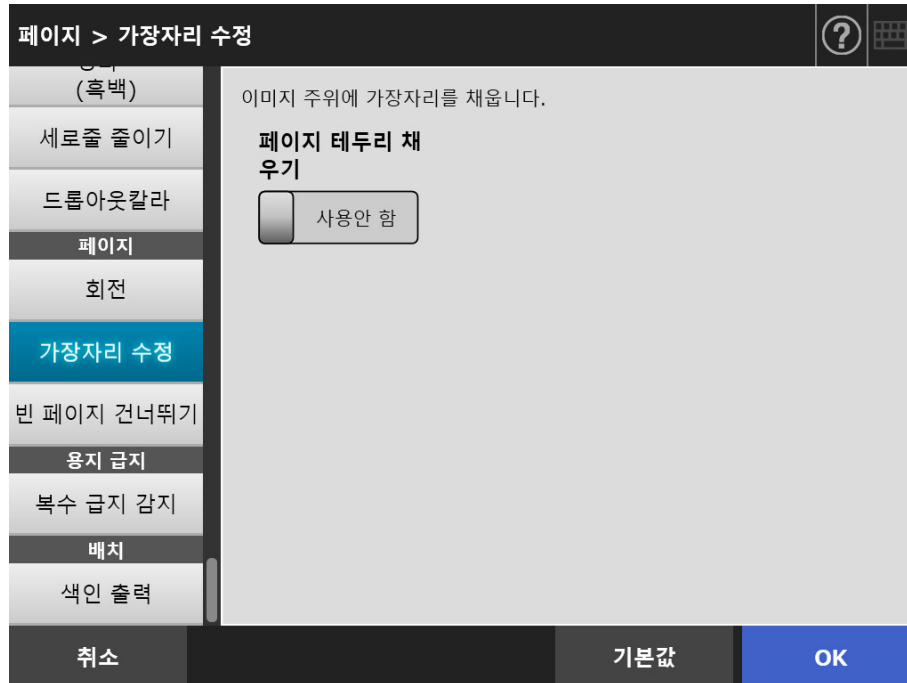 페이지 > 가장자리 수정
?
(흑백)
세로줄 줄이기
드롭아웃칼라
페이지
회전
가장자리 수정
빈 페이지 건너뛰기
용지 급지
복수 급지 감지
배치
색인 출력
이미지 주위에 가장자리를 채웁니다.
페이지 테두리 채
우기
사용안 함
취소
기본값
OK